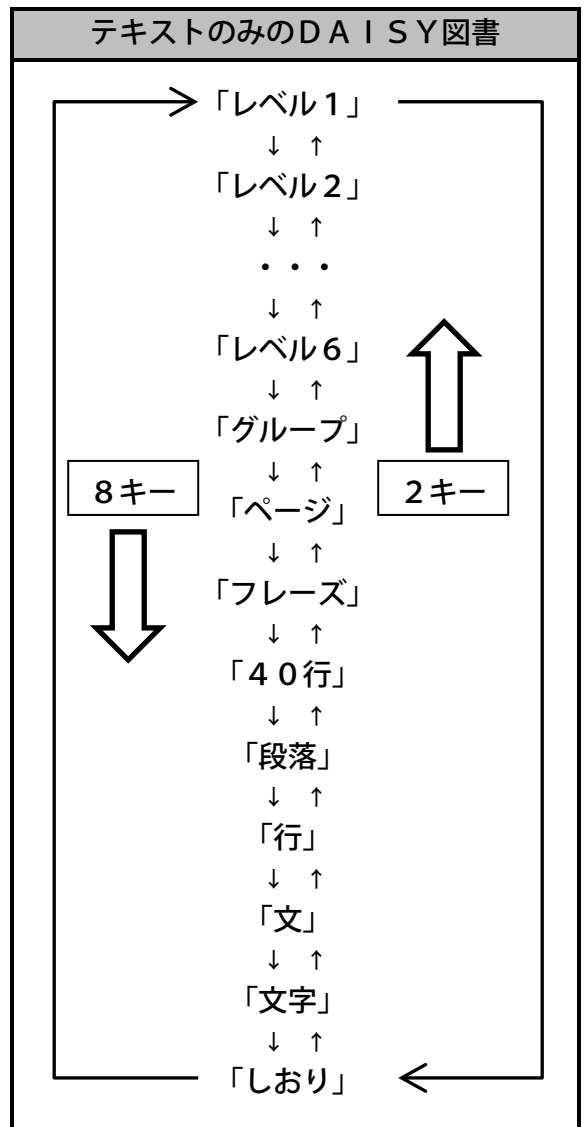 テキストのみのＤＡＩＳＹ図書
「レベル１」
↓ ↑
「レベル２」
↓ ↑
・・・
↓ ↑
「レベル６」
↓ ↑
「グループ」
↓ ↑
８キー
２キー
「ページ」
↓ ↑
「フレーズ」
↓ ↑
「４０行」
↓ ↑
「段落」
↓ ↑
「行」
↓ ↑
「文」
↓ ↑
「文字」
↓ ↑
「しおり」